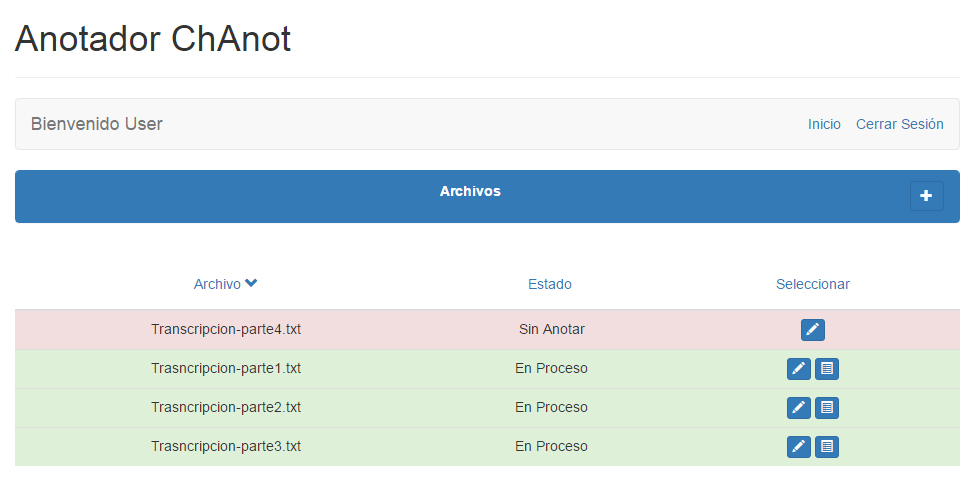 Anotador ChAnot
Bienvenido User Inicio Cerrar Sesión
Archivos
Archivo Estado Seleccionar
Transcripcion-parte4.txt Sin Anotar
Trasncripcion-parte1.txt En Proceso
Trasncripcion-parte2.txt En Proceso
Trasncripcion-parte3.txt En Proceso